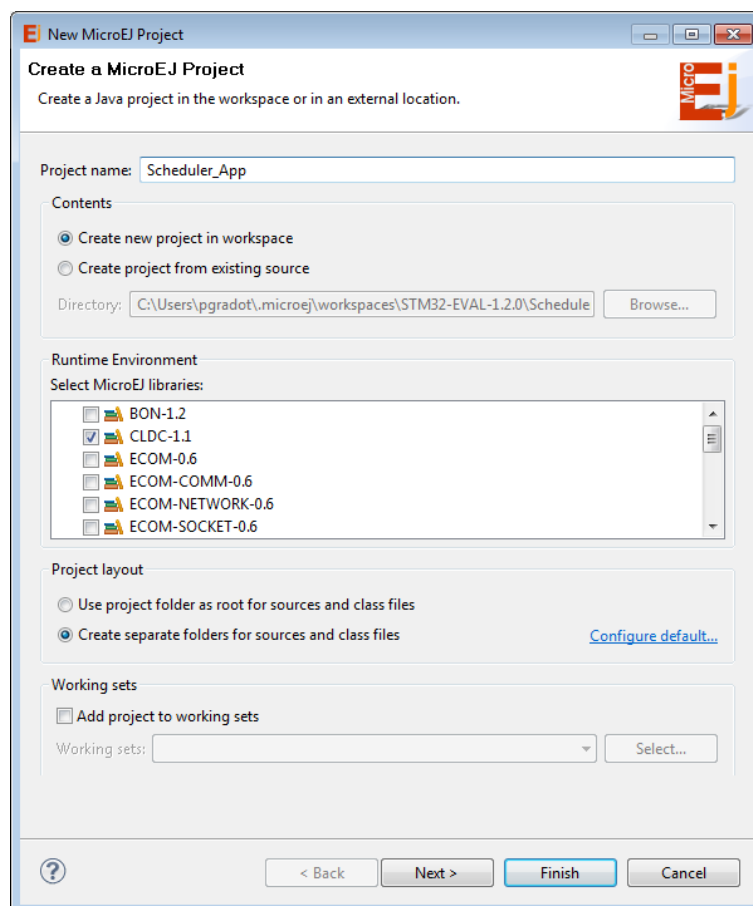 New MicroEJ Project
Create a MicroEJ Project
Create a Java project in the workspace or in an external location.
Micro
Ej
Project name: Scheduler_App
Contents
Create new project in workspace
Create project from existing source
Directory: C:\Users\pgradot\.microej\workspaces\STM32-EVAL-1.2.0\Schedule Browse...
Runtime Environment
Select MicroEJ libraries:
BON-1.2
CLDC-1.1
ECOM-0.6
ECOM-COMM-0.6
ECOM-NETWORK-0.6
ECOM-SOCKET-0.6
Project layout
Use project folder as root for sources and class files
Create separate folders for sources and class files Configure default...
Working sets
Add project to working sets
Working sets: Select...
? < Back Next > Finish Cancel